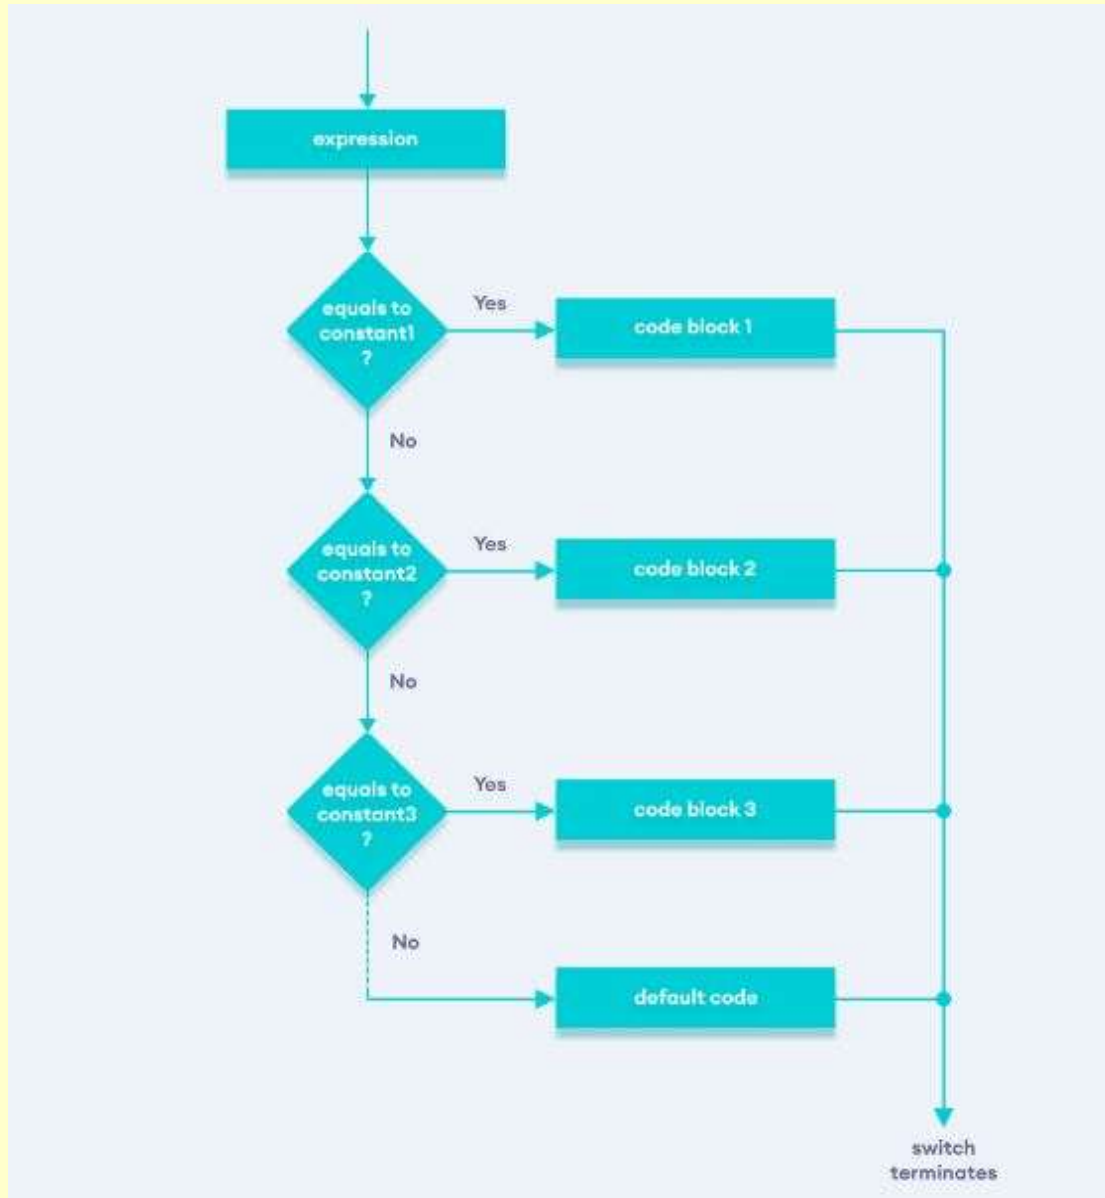 expression
equals to
constant1
?
Yes
code block 1
No
equals to
constant2
?
Yes
code block 2
No
equals to
constant3
?
Yes
code block 3
No
default code
switch
terminates